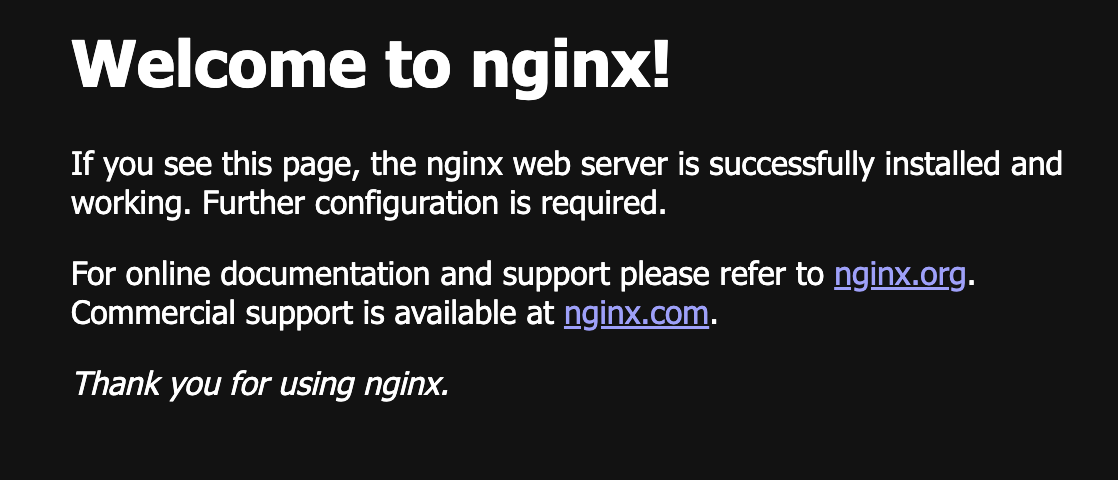 Welcome to nginx!
If you see this page, the nginx web server is successfully installed and
working. Further configuration is required.
For online documentation and support please refer to nginx.org.
Commercial support is available at nginx.com.
Thank you for using nginx.